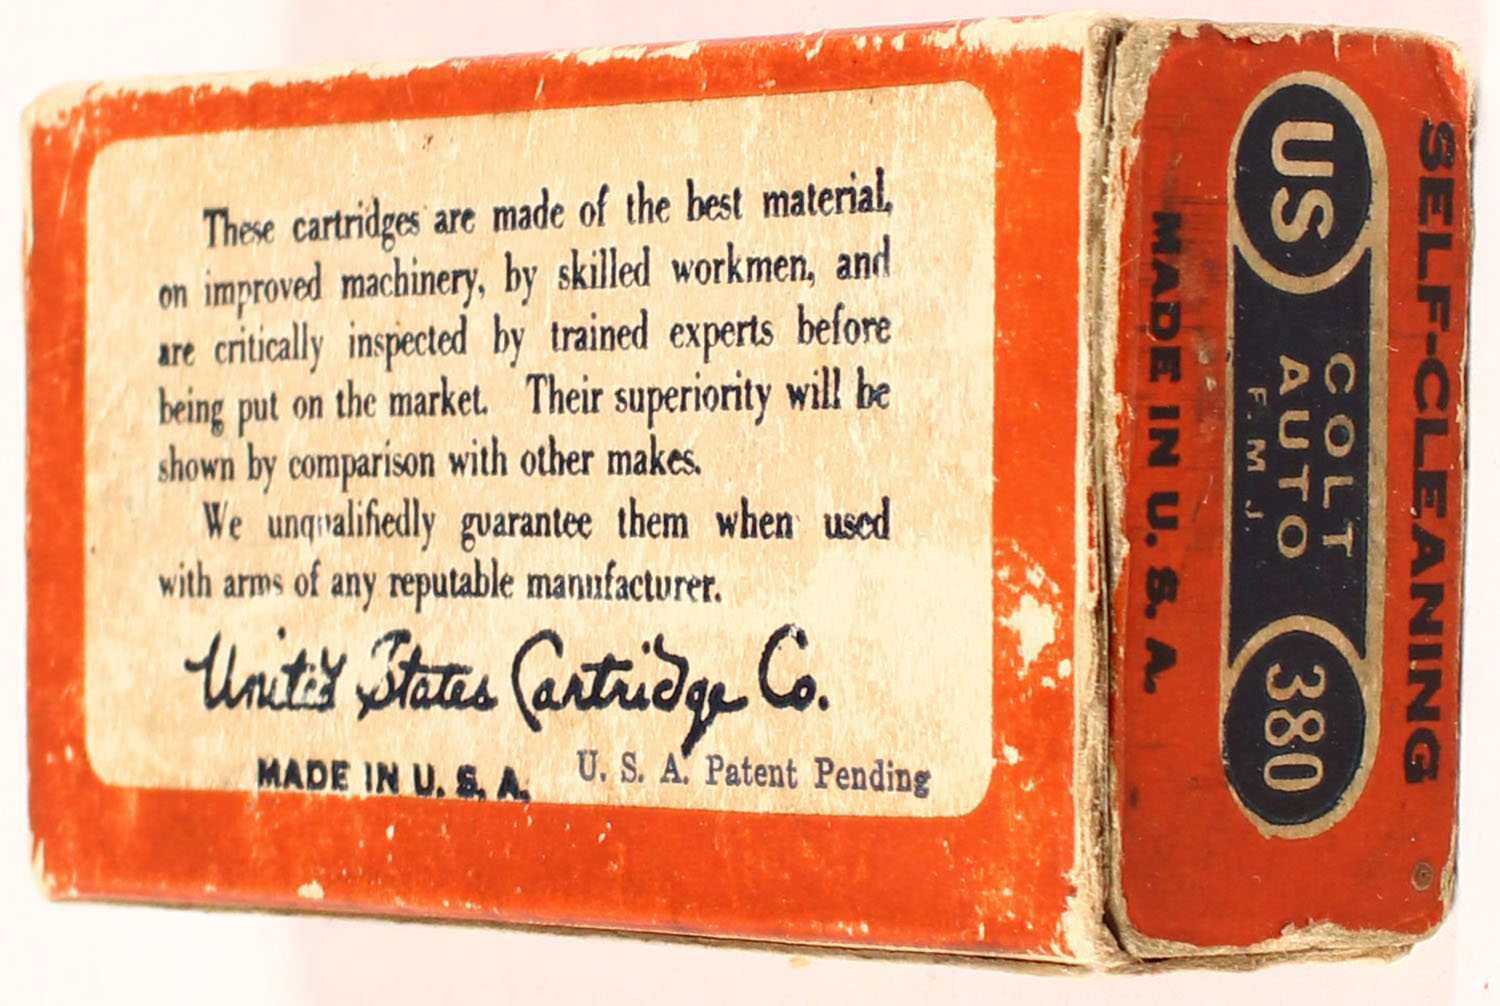 These cartridges are made of the best material,
on improved machinery, by skilled workmen, and
are critically inspected by trained experts before
being put on the market. Their superiority will be
shown by comparison with other makes.
We unqualifiedly guarantee them when used
with arms of any reputable manufacturer.
United States Cartridge Co.
MADE IN U. S. A.
U. S. A. Patent Pending
SELF-CLEANING
US
COLT
AUTO
F. M. J.
380
MADE IN U. S. A.